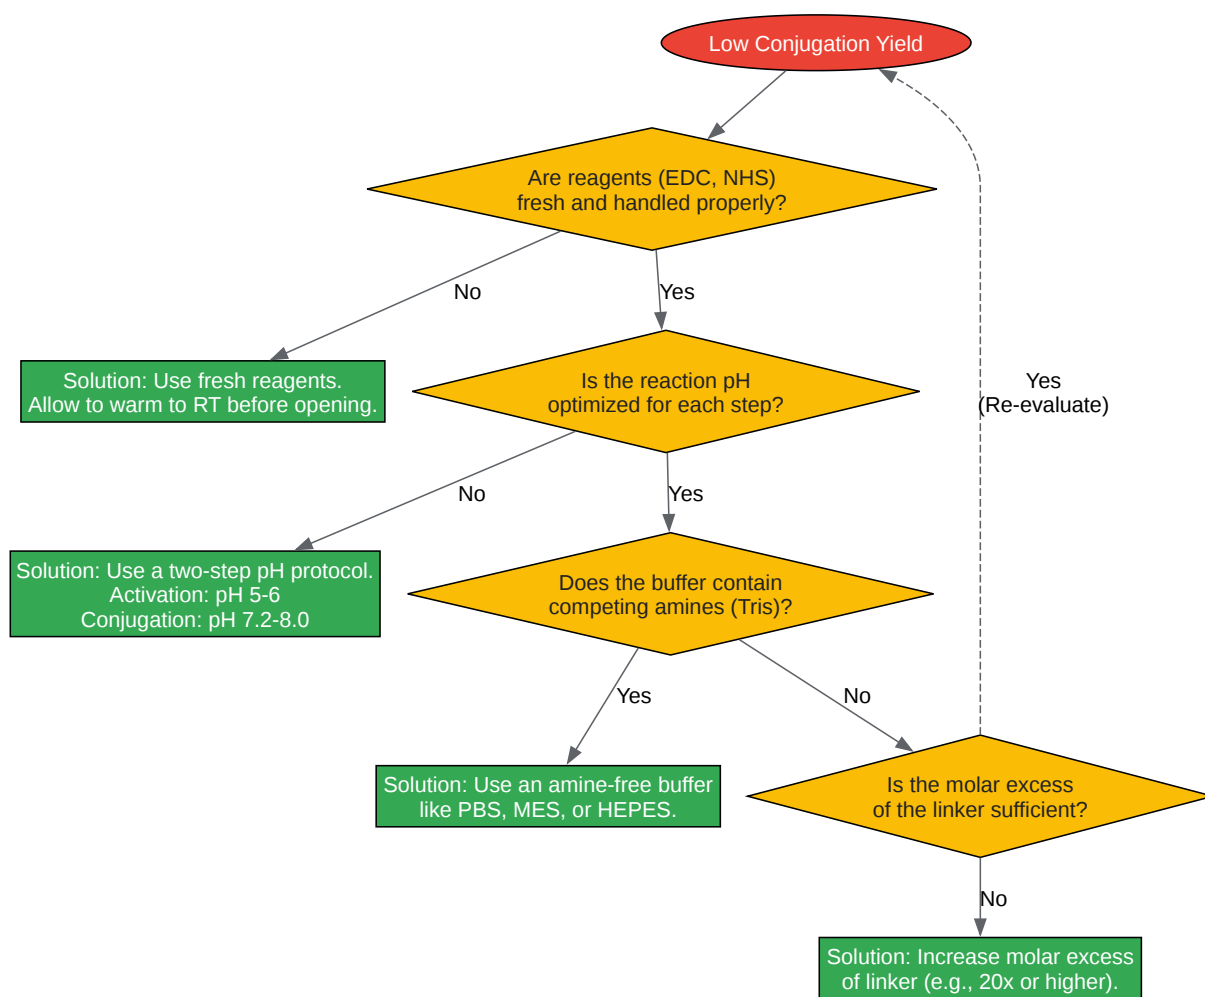 Low Conjugation Yield
Are reagents (EDC, NHS)
fresh and handled properly?
No
Yes
Solution: Use fresh reagents.
Allow to warm to RT before opening.
Is the reaction pH
optimized for each step?
Yes
(Re-evaluate)
No
Yes
Solution: Use a two-step pH protocol.
Activation: pH 5-6
Conjugation: pH 7.2-8.0
Does the buffer contain
competing amines (Tris)?
Yes
No
Solution: Use an amine-free buffer
like PBS, MES, or HEPES.
Is the molar excess
of the linker sufficient?
No
Solution: Increase molar excess
of linker (e.g., 20x or higher).